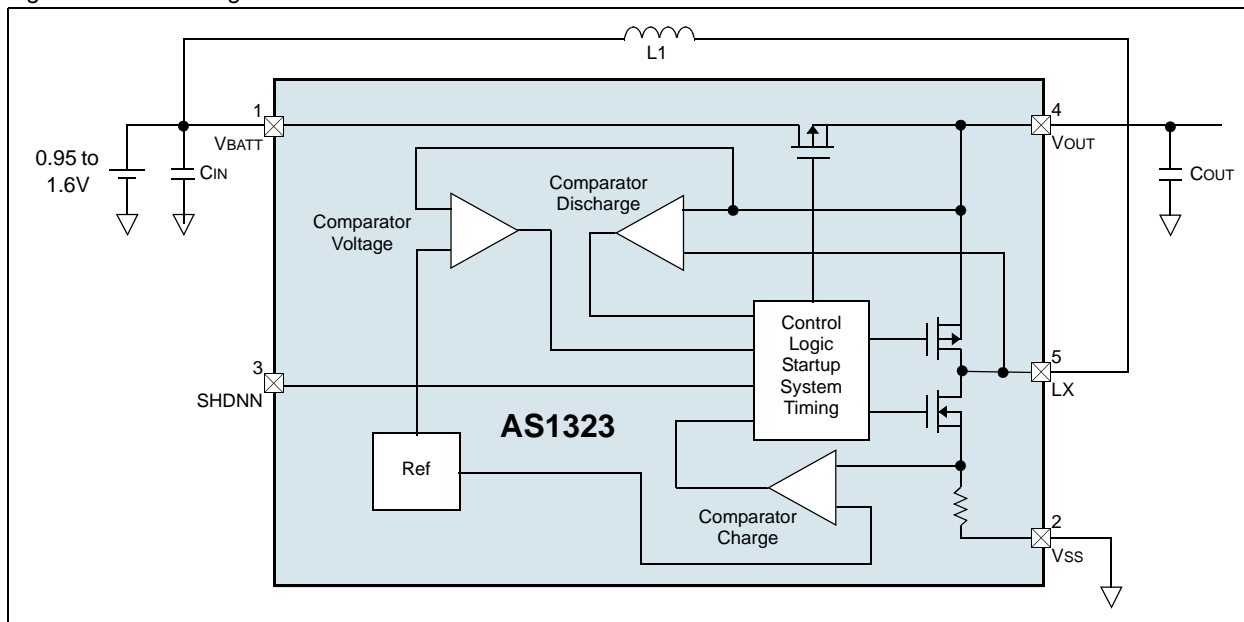 L1
1
VBATT
4
VOUT
0.95 to
1.6V
CIN
COUT
Comparator
Voltage
Comparator
Discharge
Control
Logic
Startup
System
Timing
3
SHDNN
5
LX
AS1323
Ref
Comparator
Charge
2
VSS